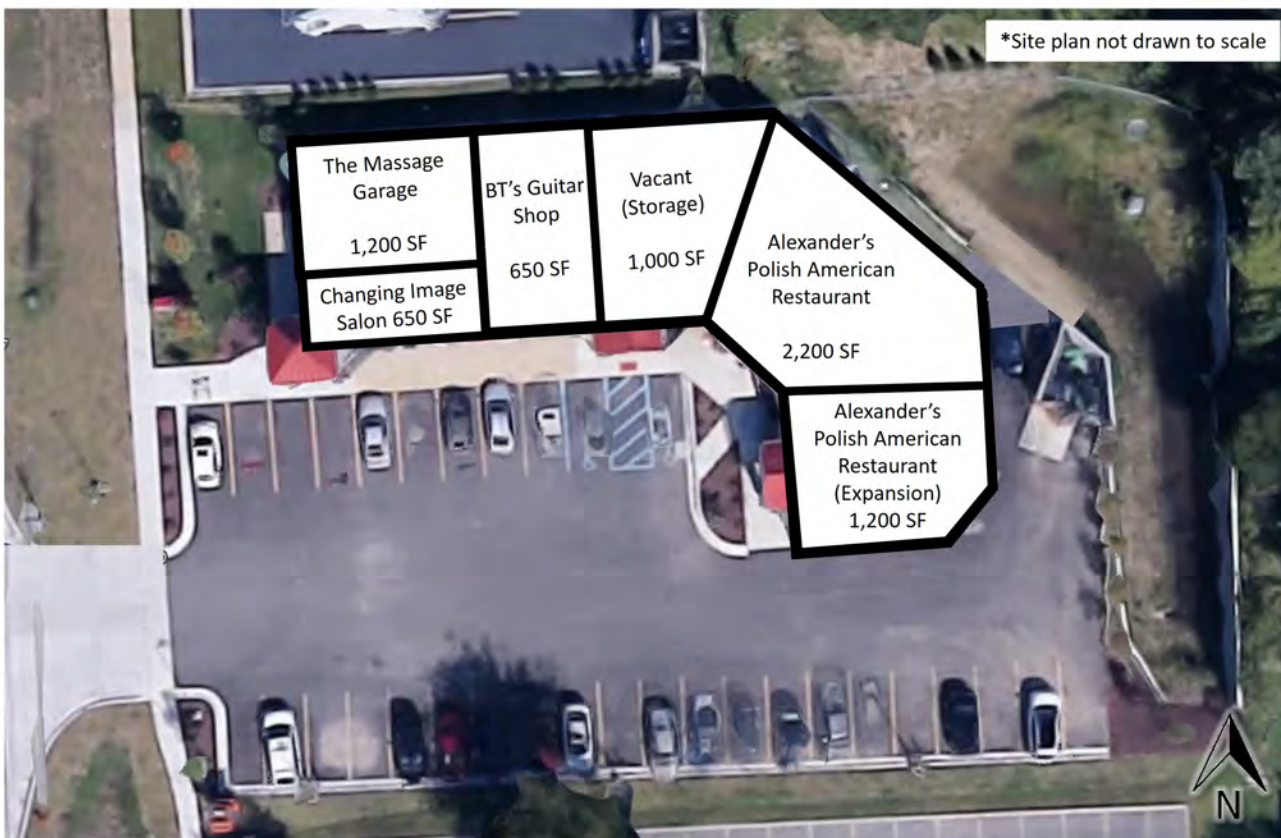 *Site plan not drawn to scale
The Massage
Garage
1,200 SF
Changing Image
Salon 650 SF
BT's Guitar
Shop
650 SF
Vacant
(Storage)
1,000 SF
Alexander's
Polish American
Restaurant
2,200 SF
Alexander's
Polish American
Restaurant
(Expansion)
1,200 SF
N